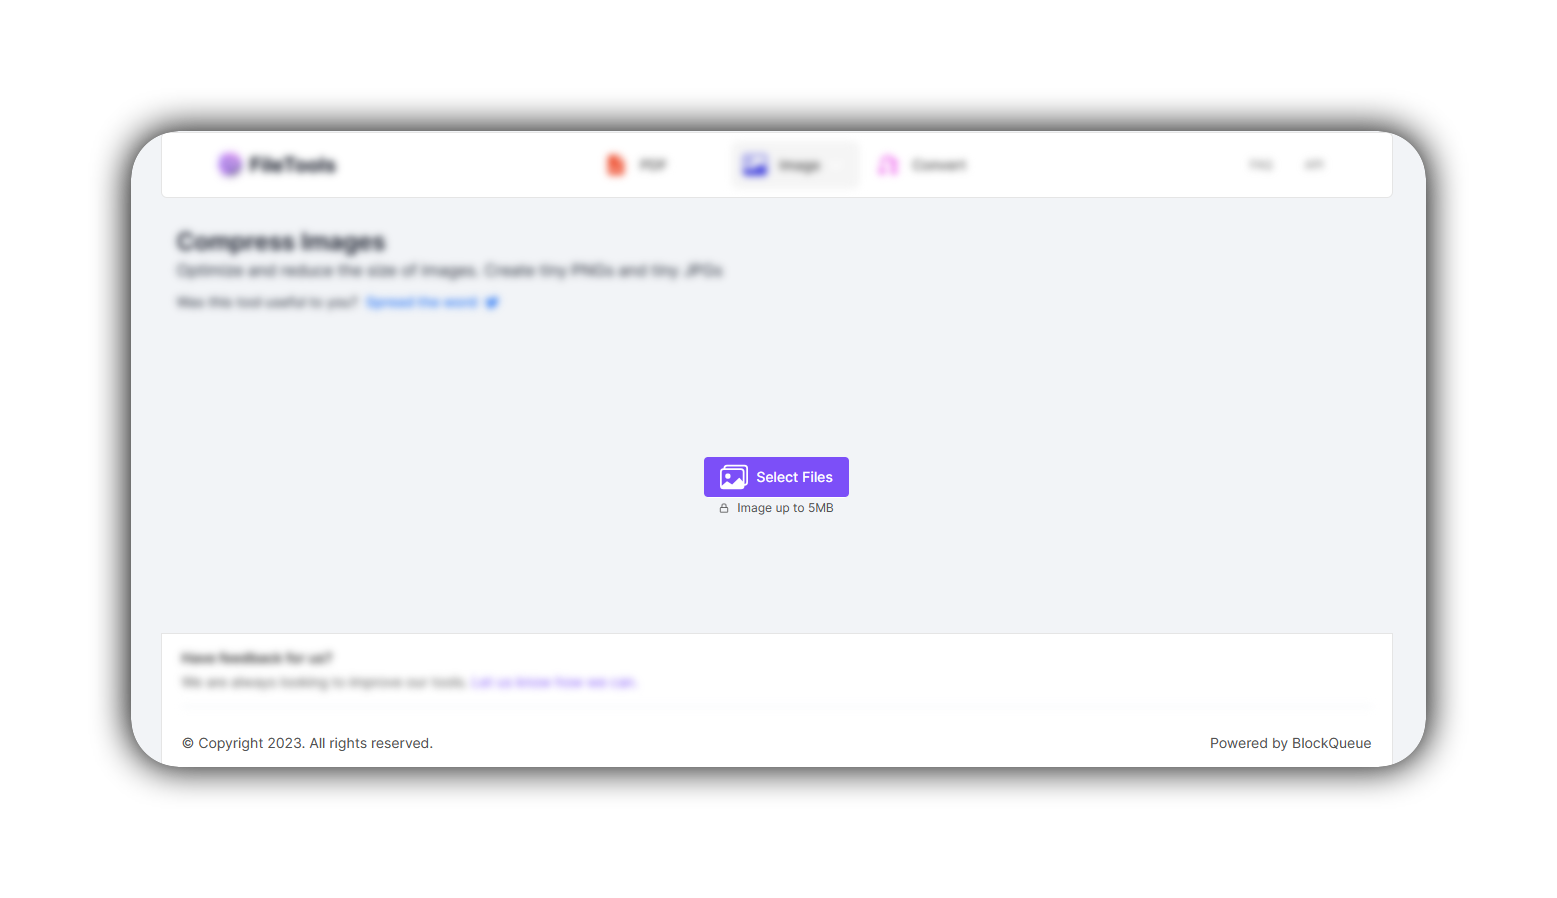 FileTools
PDF
Image
Convert
FAQ
API
Compress Images
Optimize and reduce the size of images. Create tiny PNGs and tiny JPGs
Was this tool useful to you? Spread the word
Select Files
Image up to 5MB
Have feedback for us?
We are always looking to improve our tools. Let us know how we can.
© Copyright 2023. All rights reserved.
Powered by BlockQueue